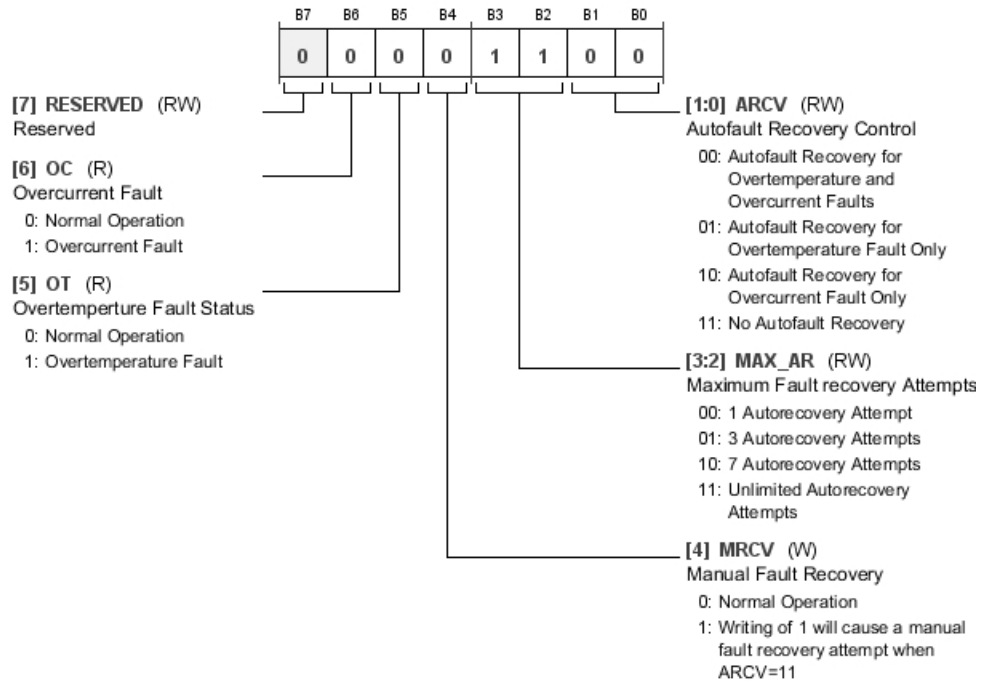 B7 B6 B5 B4 B3 B2 B1 B0
0 0 0 0 1 1 0 0
[7] RESERVED (RW)
Reserved
[6] OC (R)
Overcurrent Fault
0: Normal Operation
1: Overcurrent Fault
[5] OT (R)
Overtemperture Fault Status
0: Normal Operation
1: Overtemperature Fault
[1:0] ARCV (RW)
Autofault Recovery Control
00: Autofault Recovery for
Overtemperature and
Overcurrent Faults
01: Autofault Recovery for
Overtemperature Fault Only
10: Autofault Recovery for
Overcurrent Fault Only
11: No Autofault Recovery
[3:2] MAX_AR (RW)
Maximum Fault recovery Attempts
00: 1 Autorecovery Attempt
01: 3 Autorecovery Attempts
10: 7 Autorecovery Attempts
11: Unlimited Autorecovery
Attempts
[4] MRCV (W)
Manual Fault Recovery
0: Normal Operation
1: Writing of 1 will cause a manual
fault recovery attempt when
ARCV=11